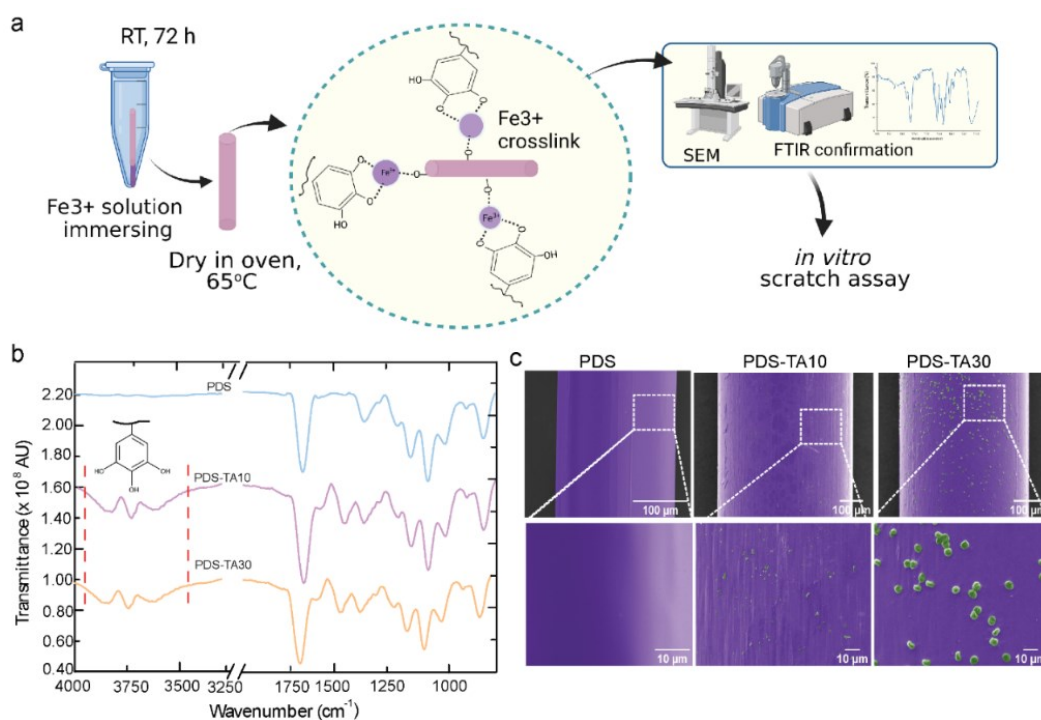 a
RT, 72 h
Fe3+ solution
immersing
Dry in oven,
65°C
HO
O
O
O
Fe3+
crosslink
O
O
HO
Fe³⁺
O
O
Fe³⁺
O
O
OH
SEM
FTIR confirmation
in vitro
scratch assay
b
Transmittance (x 10⁸ AU)
2.20
2.00
1.80
1.60
1.40
1.20
1.00
0.80
0.60
0.40
PDS
HO
OH
OH
PDS-TA10
PDS-TA30
4000
3750
3500
3250
1750
1500
1250
1000
Wavenumber (cm⁻¹)
c
PDS
PDS-TA10
PDS-TA30
100 µm
100 µm
100 µm
10 µm
10 µm
10 µm